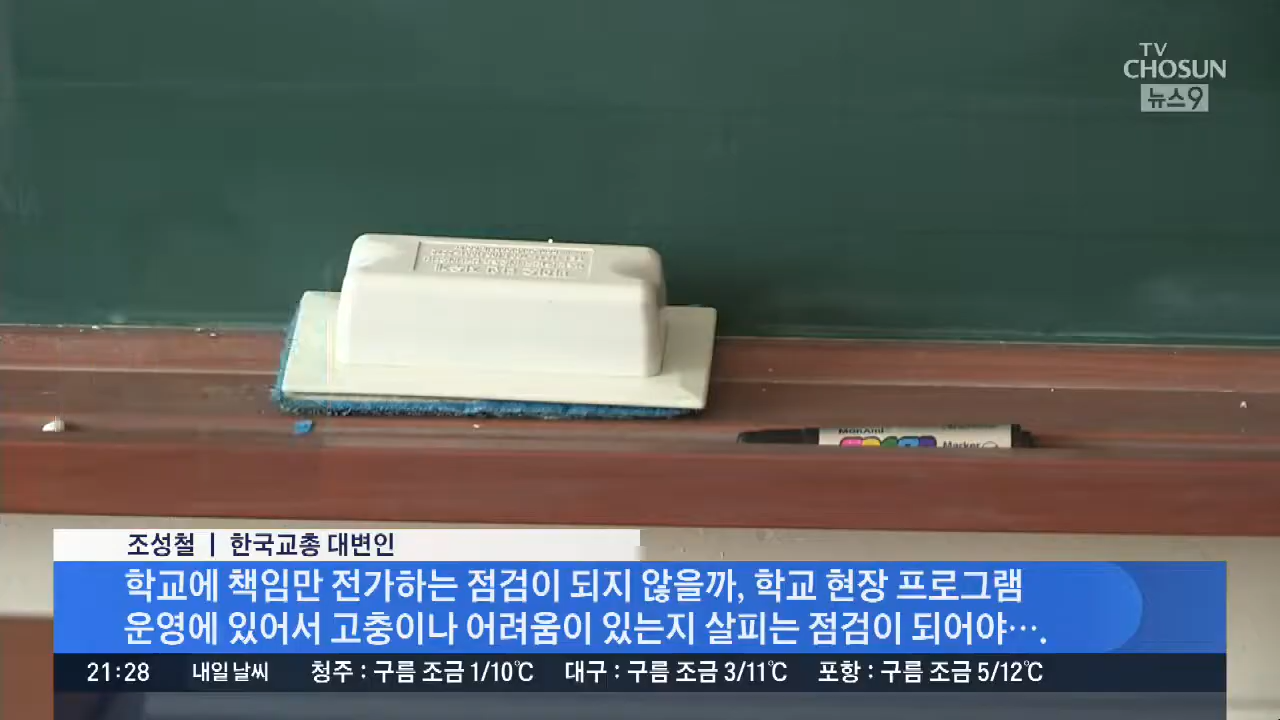 TV
CHOSUN
뉴스9
MonAmi
Marker
조성철 | 한국교총 대변인
학교에 책임만 전가하는 점검이 되지 않을까, 학교 현장 프로그램
운영에 있어서 고충이나 어려움이 있는지 살피는 점검이 되어야….
21:28 내일 날씨 청주 : 구름 조금 1/10℃ 대구 : 구름 조금 3/11℃ 포항 : 구름 조금 5/12℃